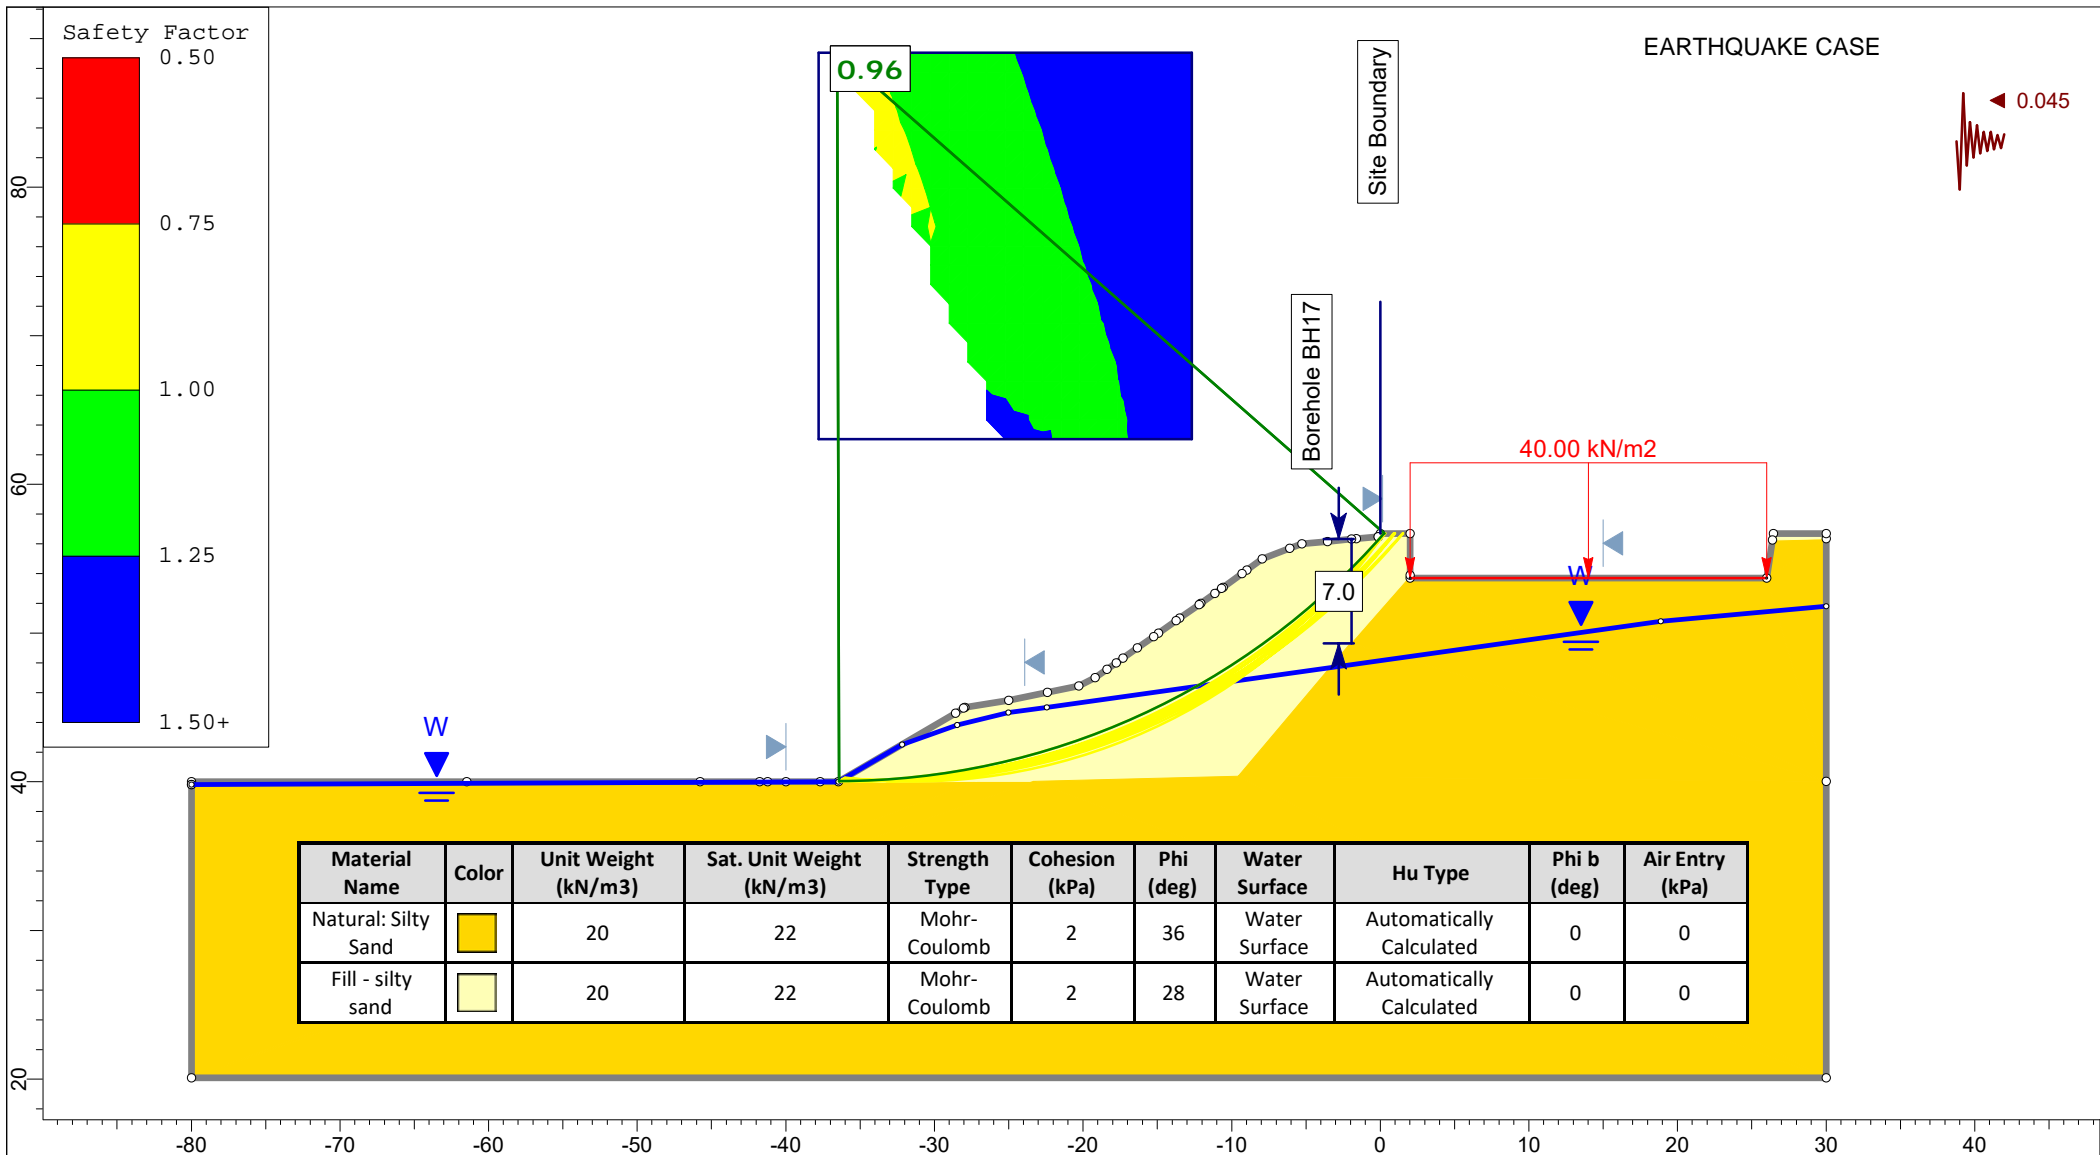 Safety Factor
0.50
0.75
1.00
1.25
1.50+
0.96
Site Boundary
EARTHQUAKE CASE
0.045
Borehole BH17
40.00 kN/m2
7.0
W
W
Material Name Color Unit Weight (kN/m3) Sat. Unit Weight (kN/m3) Strength Type Cohesion (kPa) Phi (deg) Water Surface Hu Type Phi b (deg) Air Entry (kPa)
Natural: Silty Sand 20 22 Mohr-Coulomb 2 36 Water Surface Automatically Calculated 0 0
Fill - silty sand 20 22 Mohr-Coulomb 2 28 Water Surface Automatically Calculated 0 0
80
60
40
20
-80 -70 -60 -50 -40 -30 -20 -10 0 10 20 30 40